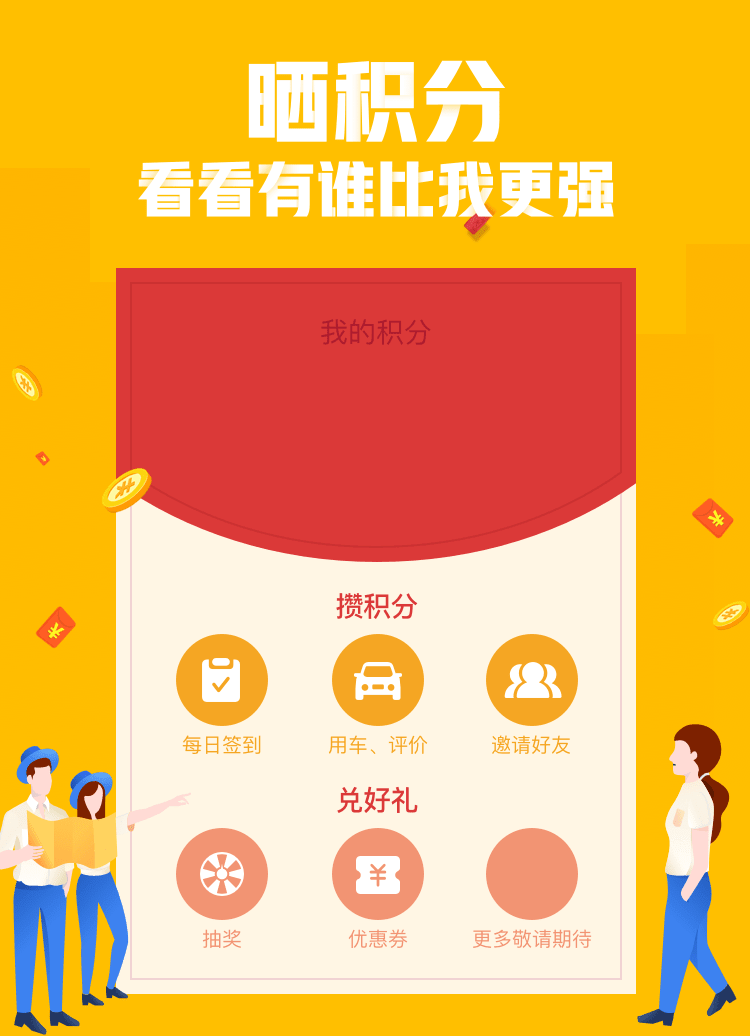 晒积分
看看有谁比我更强
我的积分
攒积分
每日签到
用车、评价
邀请好友
兑好礼
抽奖
优惠券
更多敬请期待